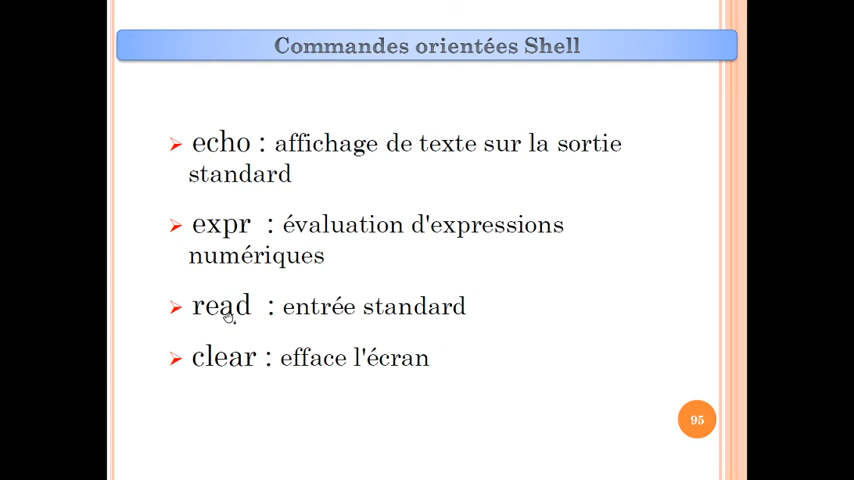 Commandes orientées Shell
echo : affichage de texte sur la sortie
standard
expr : évaluation d'expressions
numériques
read : entrée standard
clear : efface l'écran
95